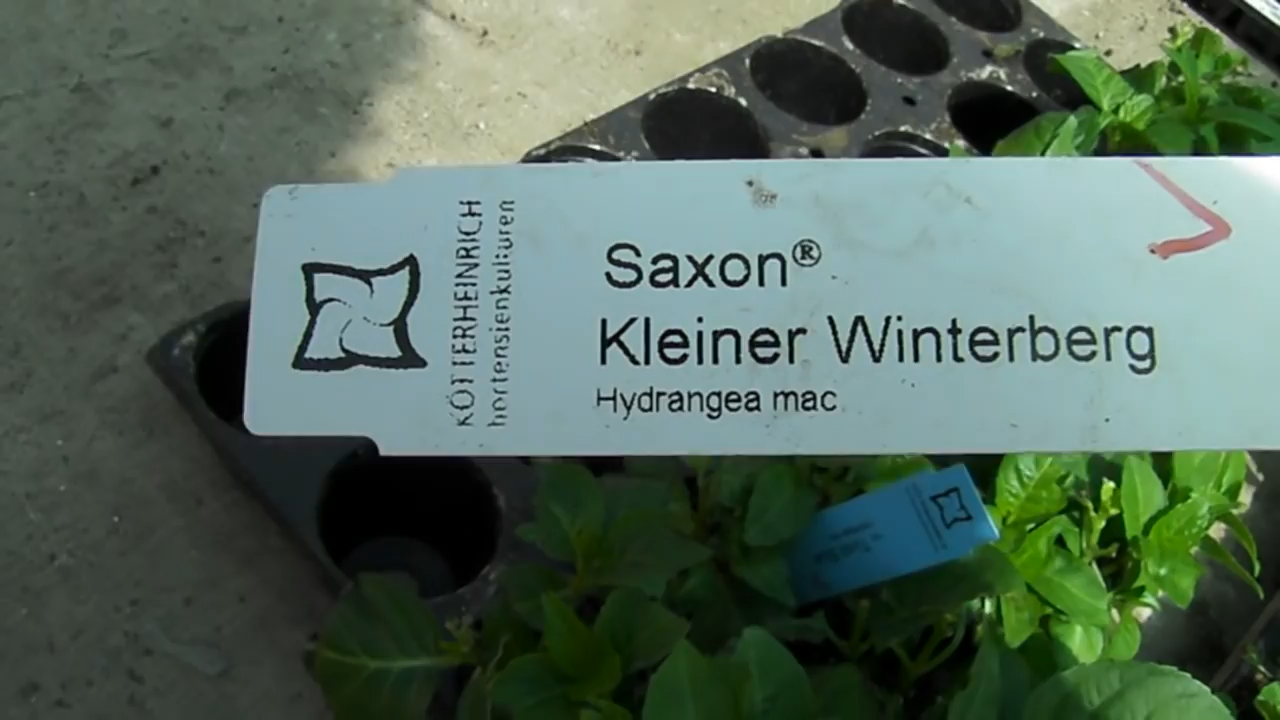 KÖTTERHEINRICH
hortensienkulturen
Saxon®
Kleiner Winterberg
Hydrangea mac